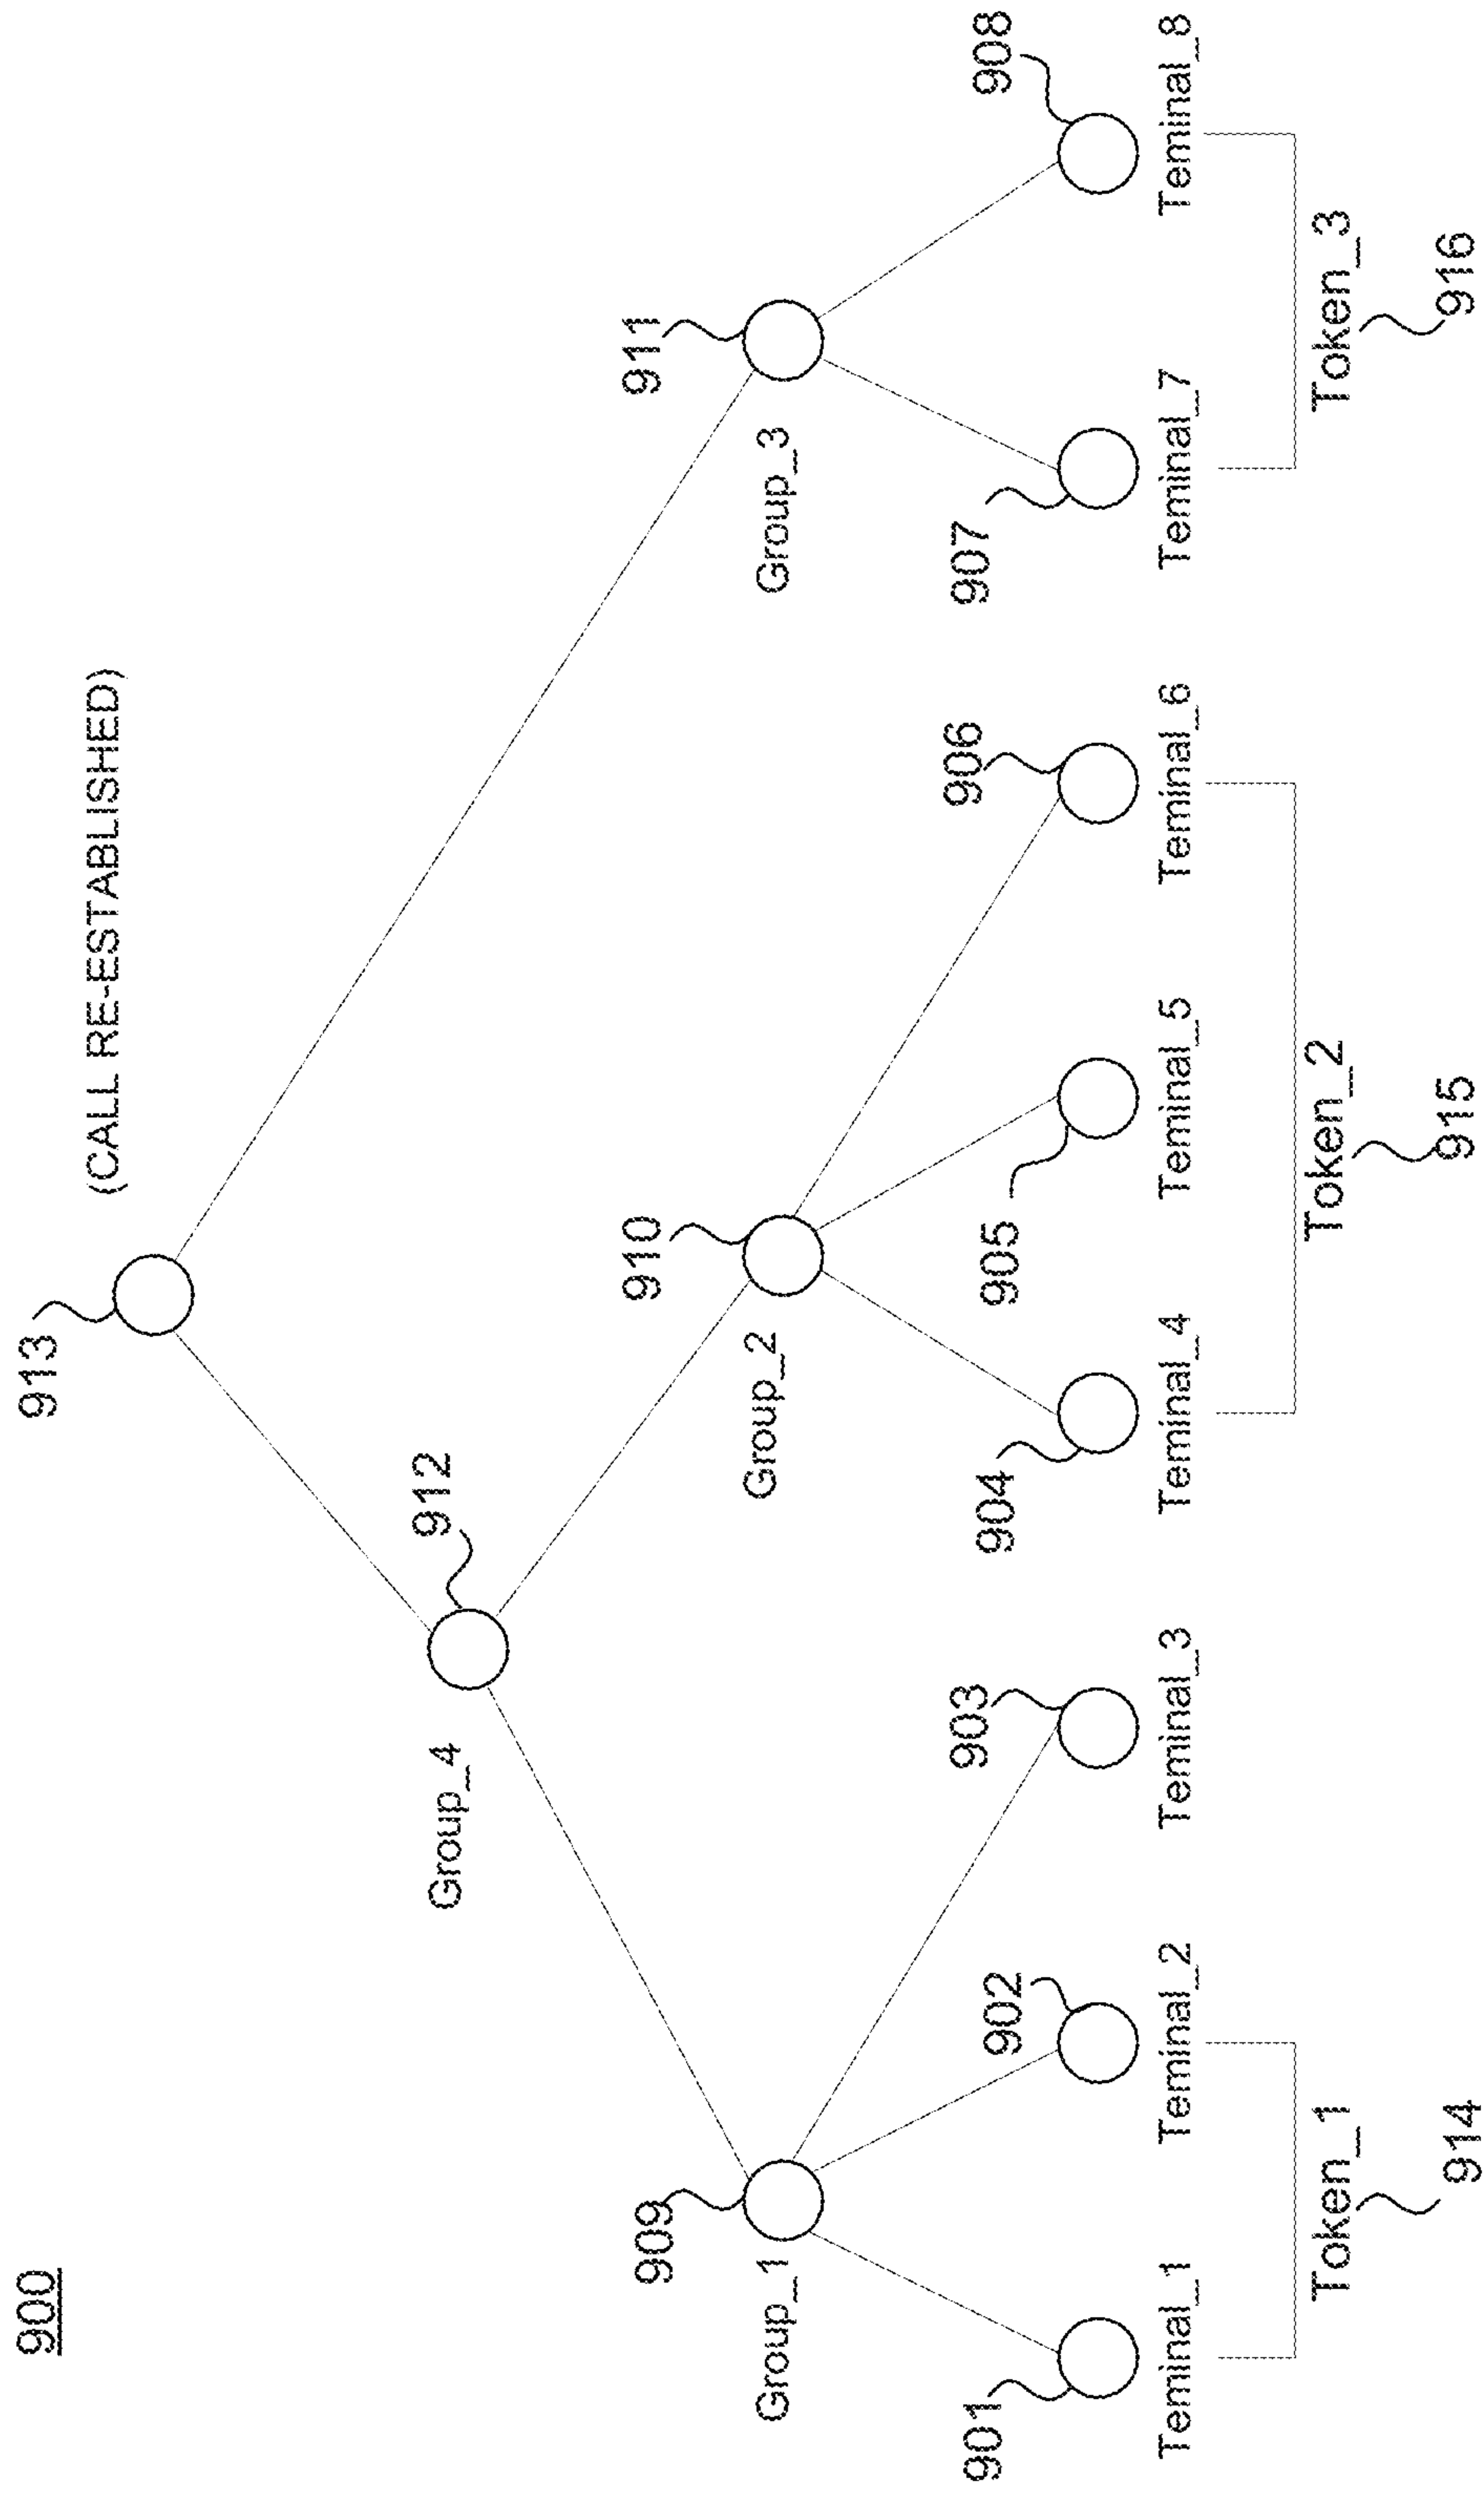 900
913
(CALL RE-ESTABLISHED)
912
Group_4
909
910
911
Group_1
Group_2
Group_3
901
902
903
904
905
906
907
908
Teminal_1
Teminal_2
Teminal_3
Teminal_4
Teminal_5
Teminal_6
Teminal_7
Teminal_8
Token_1
Token_2
Token_3
914
915
916